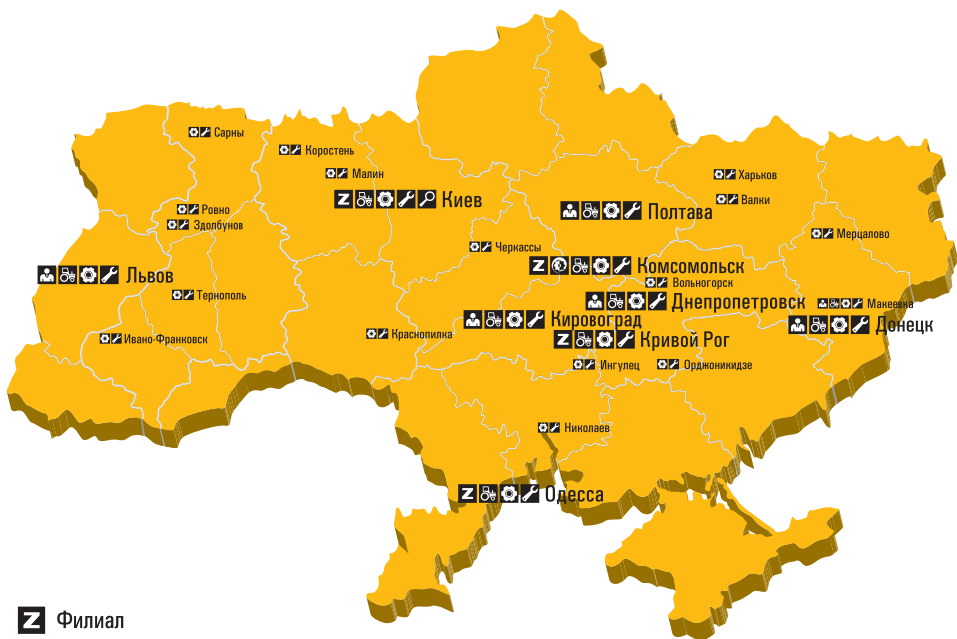 Сарны
Коростень
Малин
Харьков
Z Киев
Валки
Ровно
Полтава
Здолбунов
Мерцалово
Черкассы
Z Комсомольск
Львов
Вольногорск
Тернополь
Днепропетровск
Макеевка
Кировоград
Донецк
Краснопилка
Ивано-Франковск
Z Кривой Рог
Ингулец
Орджоникидзе
Николаев
Z Одесса
Z Филиал